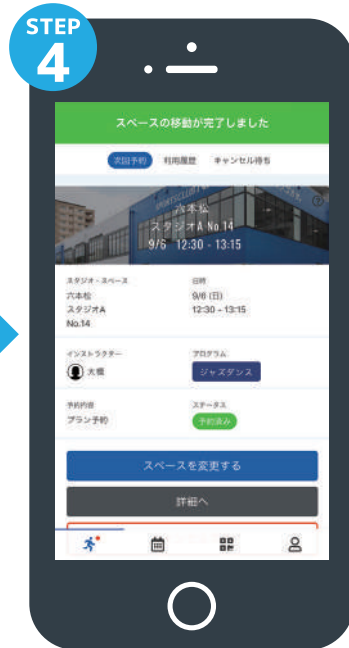 STEP
4
スペースの移動が完了しました
次回予約 利用履歴 キャンセル待ち
六本松
スタジオA No.14
9/6 12:30 - 13:15
スタジオ・スペース 日時
六本松 9/6 (日)
スタジオA 12:30 - 13:15
No.14
インストラクター プログラム
大橋 ジャズダンス
予約内容 ステータス
プラン予約 予約済み
スペースを変更する
詳細へ